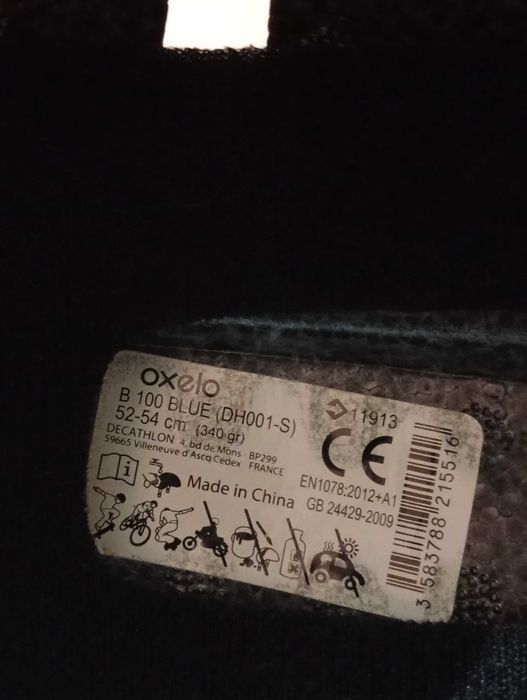 oxelo
B 100 BLUE (DH001-S)
52-54 cm (340 gr)
DECATHLON 4, bd de Mons BP299
59665 Villeneuve d'Ascq Cedex FRANCE
11913
CE
Made in China
EN1078:2012+A1
GB 24429-2009
3 583788 215516